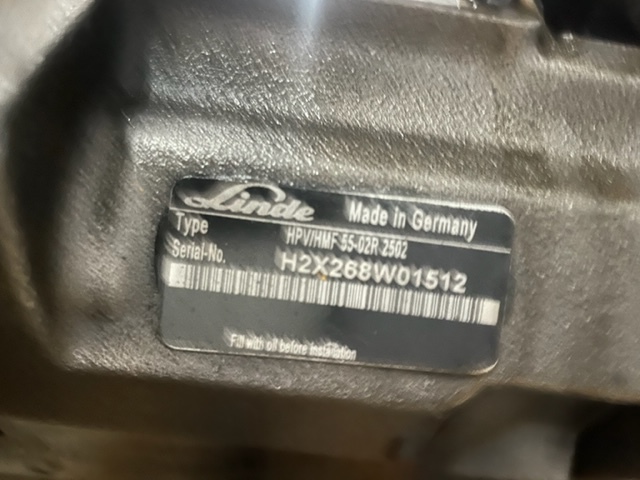 Linde Made in Germany
Type HPV/HMF 55-02R 2502
Serial-No. H2X268W01512
Fill with oil before installation